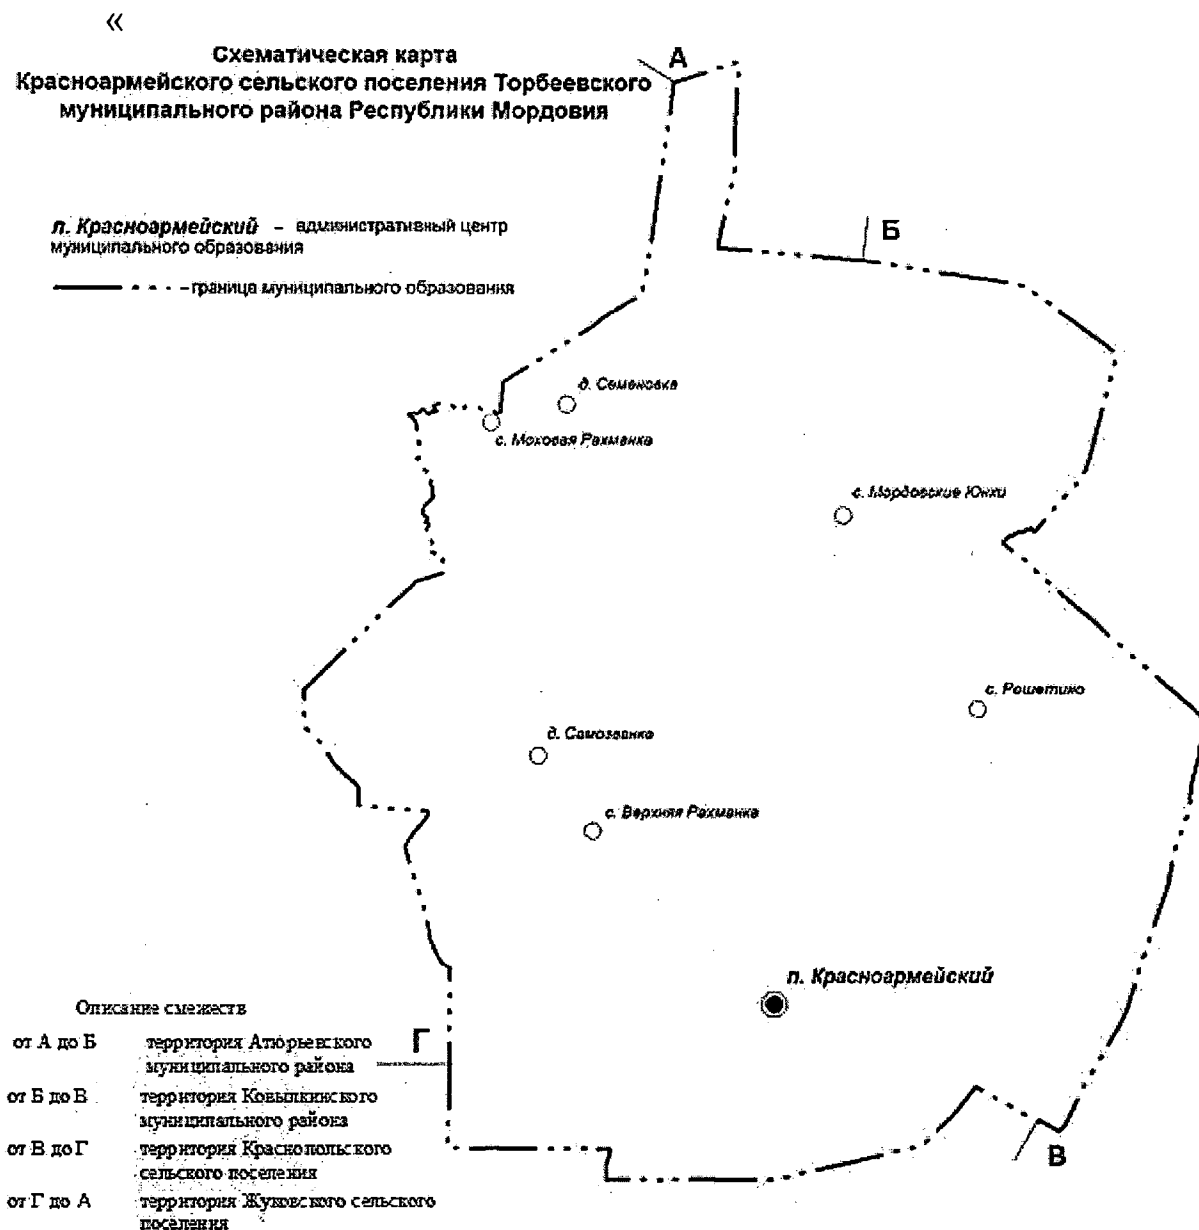 «
Схематическая карта
Красноармейского сельского поселения Торбеевского
муниципального района Республики Мордовия
А
п. Красноармейский – административный центр
муниципального образования
Б
– граница муниципального образования
д. Семеновка
с. Моховая Рахманка
с. Мордовские Юнки
с. Рошетино
д. Самозвановка
с. Верхняя Рахманка
п. Красноармейский
Описание смежеств
Г
от А до Б территория Атюрьевского
муниципального района
от Б до В территория Ковылкинского
муниципального района
от В до Г территория Краснопольского
сельского поселения
В
от Г до А территория Жуковского сельского
поселения